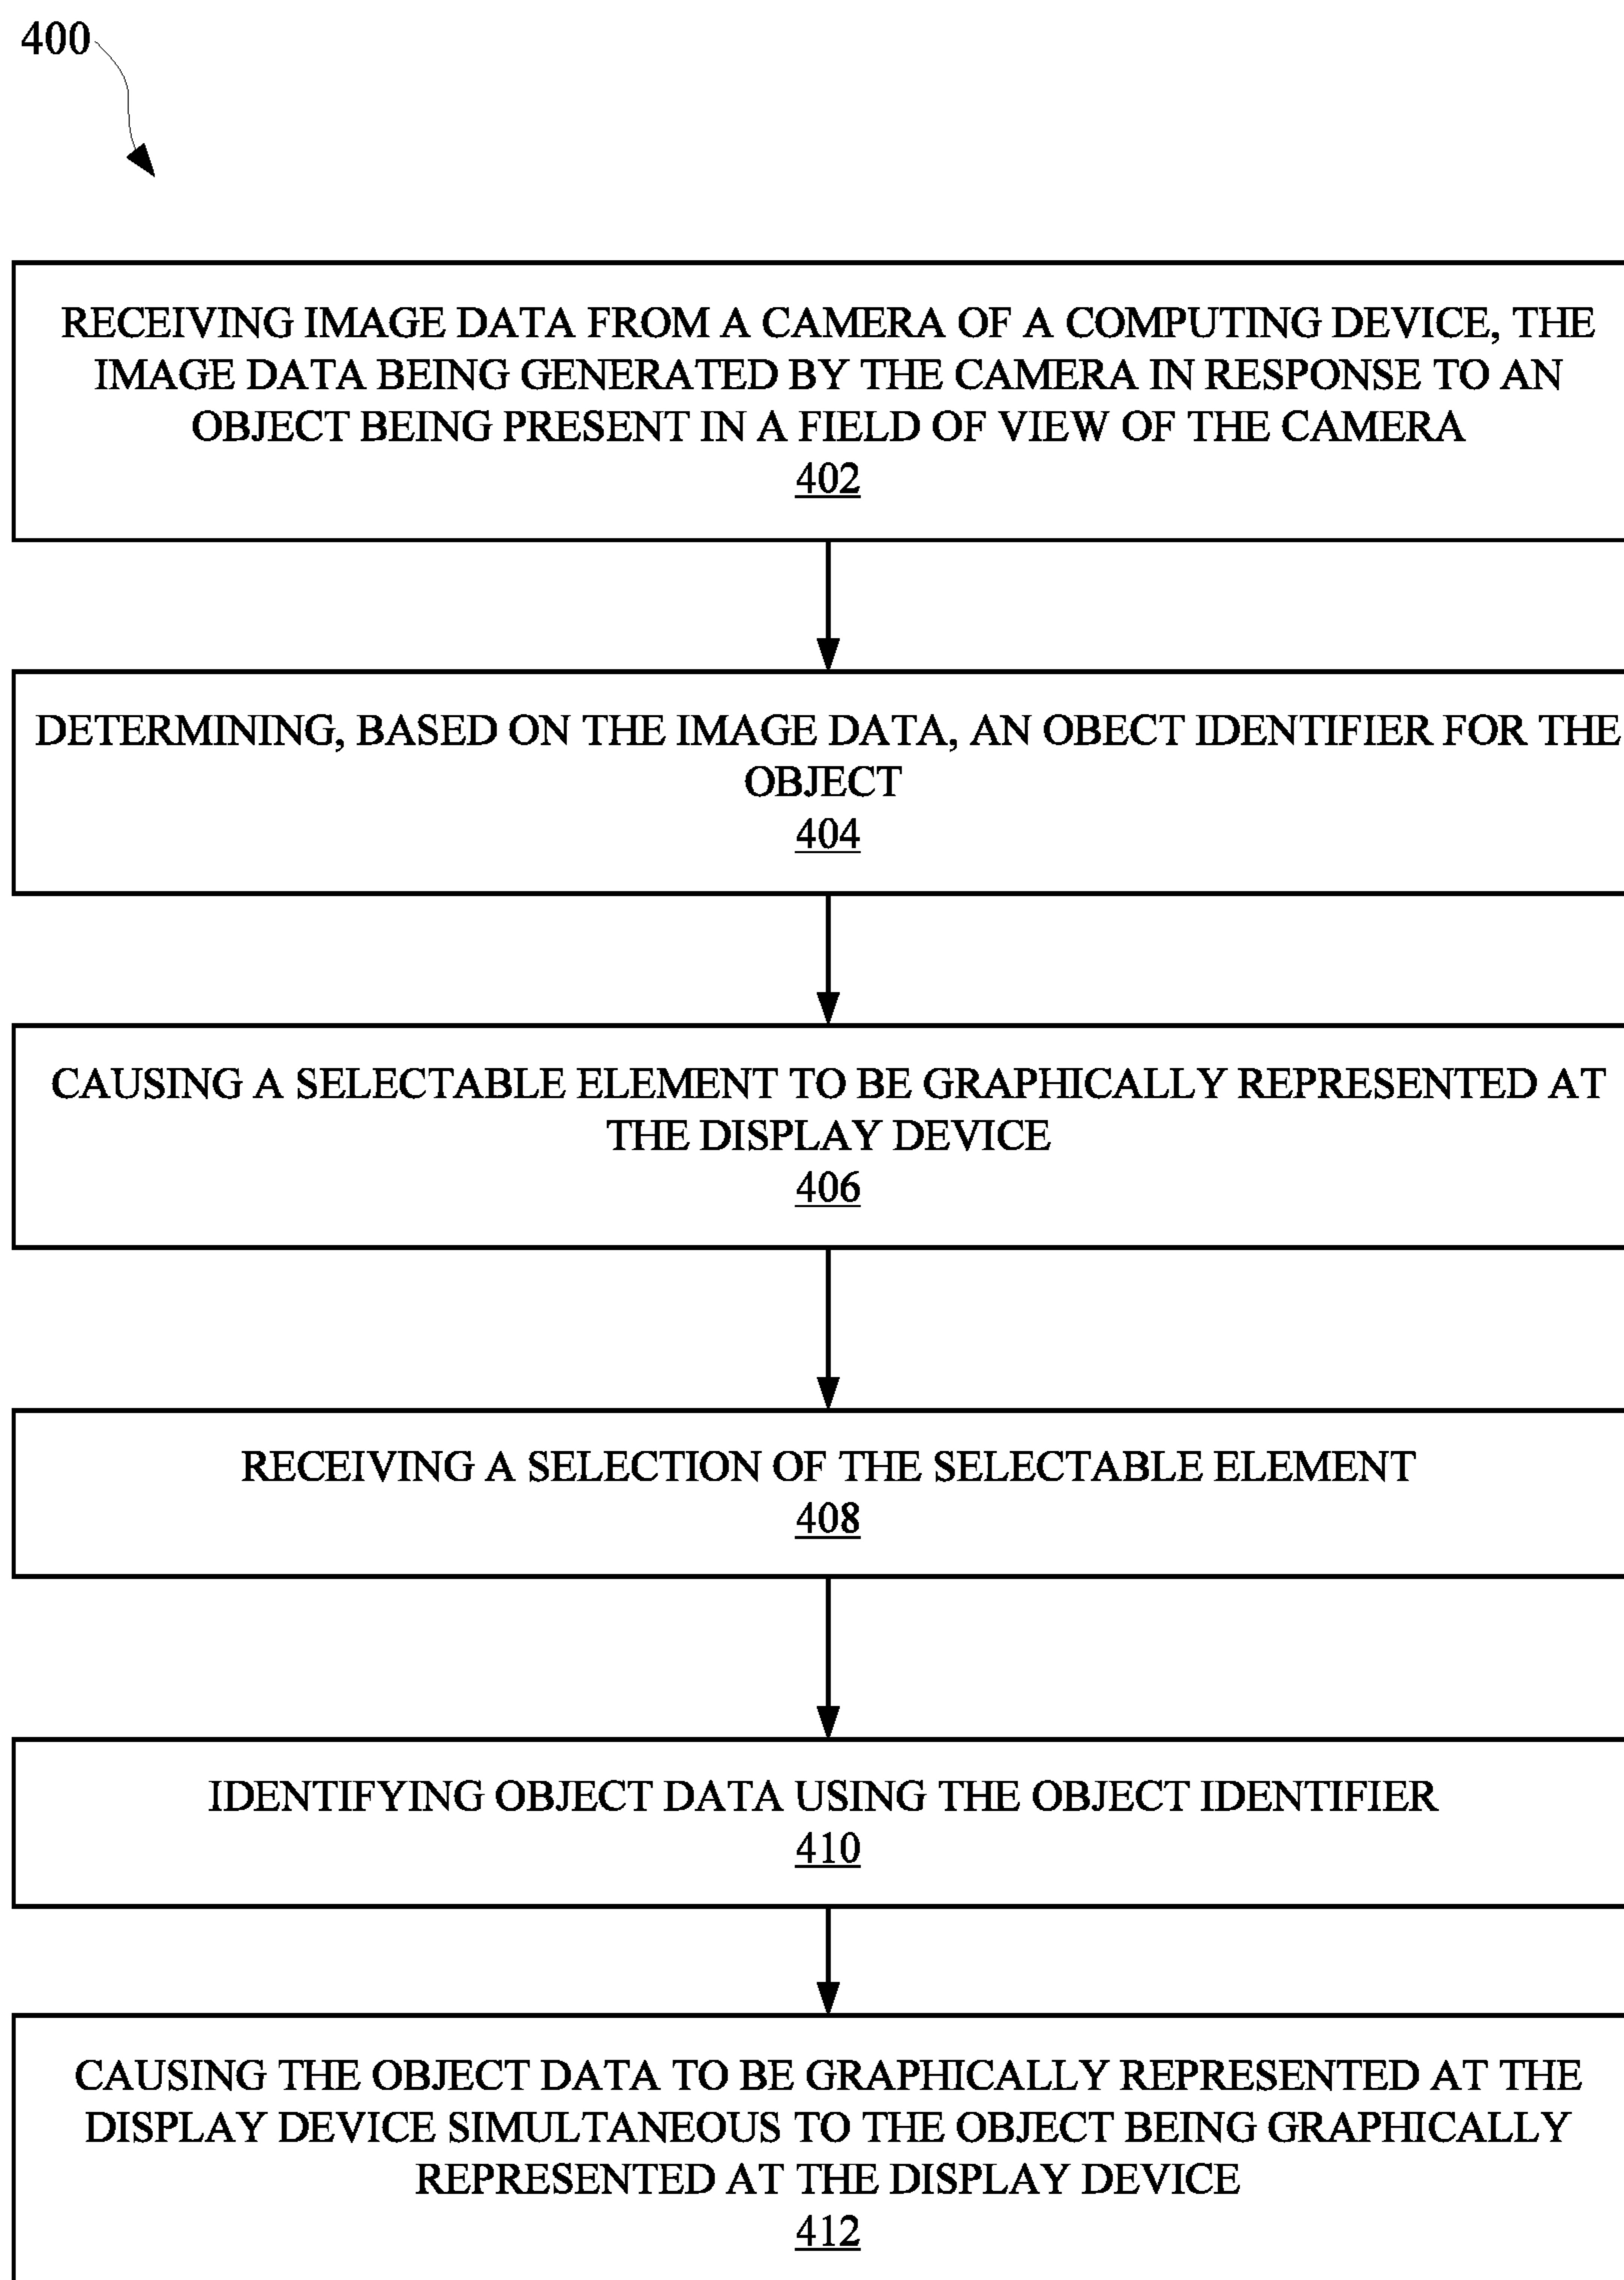 400
RECEIVING IMAGE DATA FROM A CAMERA OF A COMPUTING DEVICE, THE
IMAGE DATA BEING GENERATED BY THE CAMERA IN RESPONSE TO AN
OBJECT BEING PRESENT IN A FIELD OF VIEW OF THE CAMERA
402
DETERMINING, BASED ON THE IMAGE DATA, AN OBECT IDENTIFIER FOR THE
OBJECT
404
CAUSING A SELECTABLE ELEMENT TO BE GRAPHICALLY REPRESENTED AT
THE DISPLAY DEVICE
406
RECEIVING A SELECTION OF THE SELECTABLE ELEMENT
408
IDENTIFYING OBJECT DATA USING THE OBJECT IDENTIFIER
410
CAUSING THE OBJECT DATA TO BE GRAPHICALLY REPRESENTED AT THE
DISPLAY DEVICE SIMULTANEOUS TO THE OBJECT BEING GRAPHICALLY
REPRESENTED AT THE DISPLAY DEVICE
412